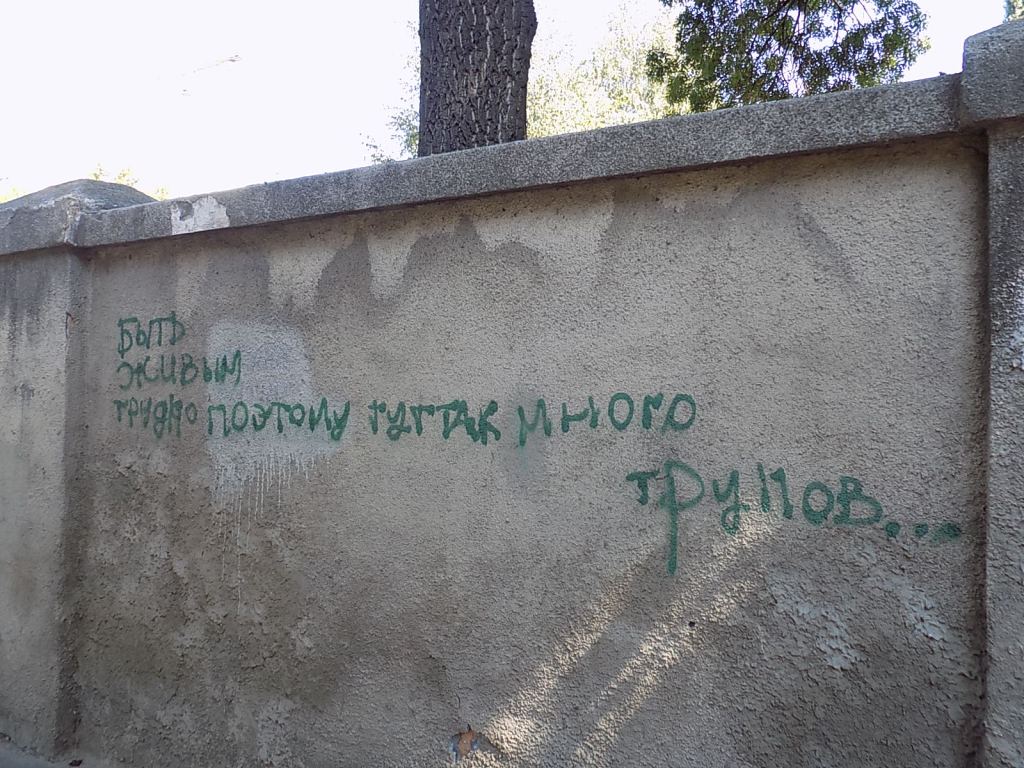 БЫТЬ
ЖИВЫМ
ТРУДНО ПОЭТОМУ ТУТ ТАК МНОГО
ТРУПОВ...